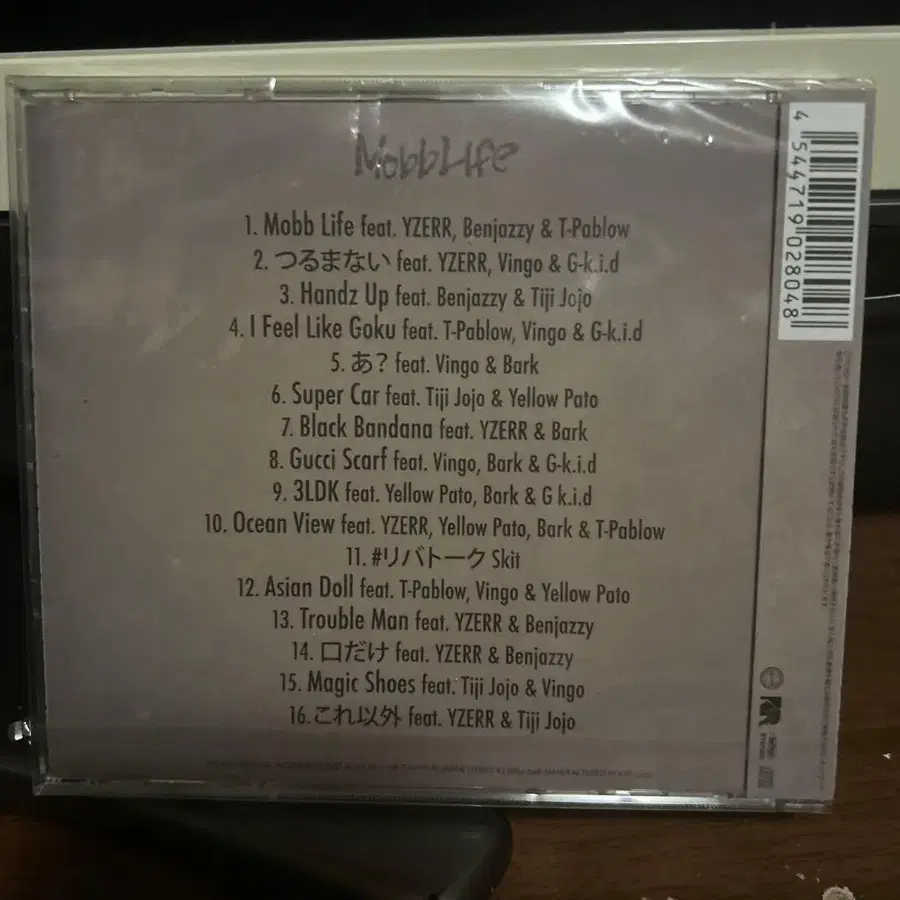 MobbLife
1. Mobb Life feat. YZERR, Benjazzy & T-Pablow
2. つるまない feat. YZERR, Vingo & G-k.i.d
3. Handz Up feat. Benjazzy & Tiji Jojo
4. I Feel Like Goku feat. T-Pablow, Vingo & G-k.i.d
5. あ? feat. Vingo & Bark
6. Super Car feat. Tiji Jojo & Yellow Pato
7. Black Bandana feat. YZERR & Bark
8. Gucci Scarf feat. Vingo, Bark & G-k.i.d
9. 3LDK feat. Yellow Pato, Bark & G k.i.d
10. Ocean View feat. YZERR, Yellow Pato, Bark & T-Pablow
11. #リバトーク Skit
12. Asian Doll feat. T-Pablow, Vingo & Yellow Pato
13. Trouble Man feat. YZERR & Benjazzy
14. 口だけ feat. YZERR & Benjazzy
15. Magic Shoes feat. Tiji Jojo & Vingo
16. これ以外 feat. YZERR & Tiji Jojo
4 544719 028048